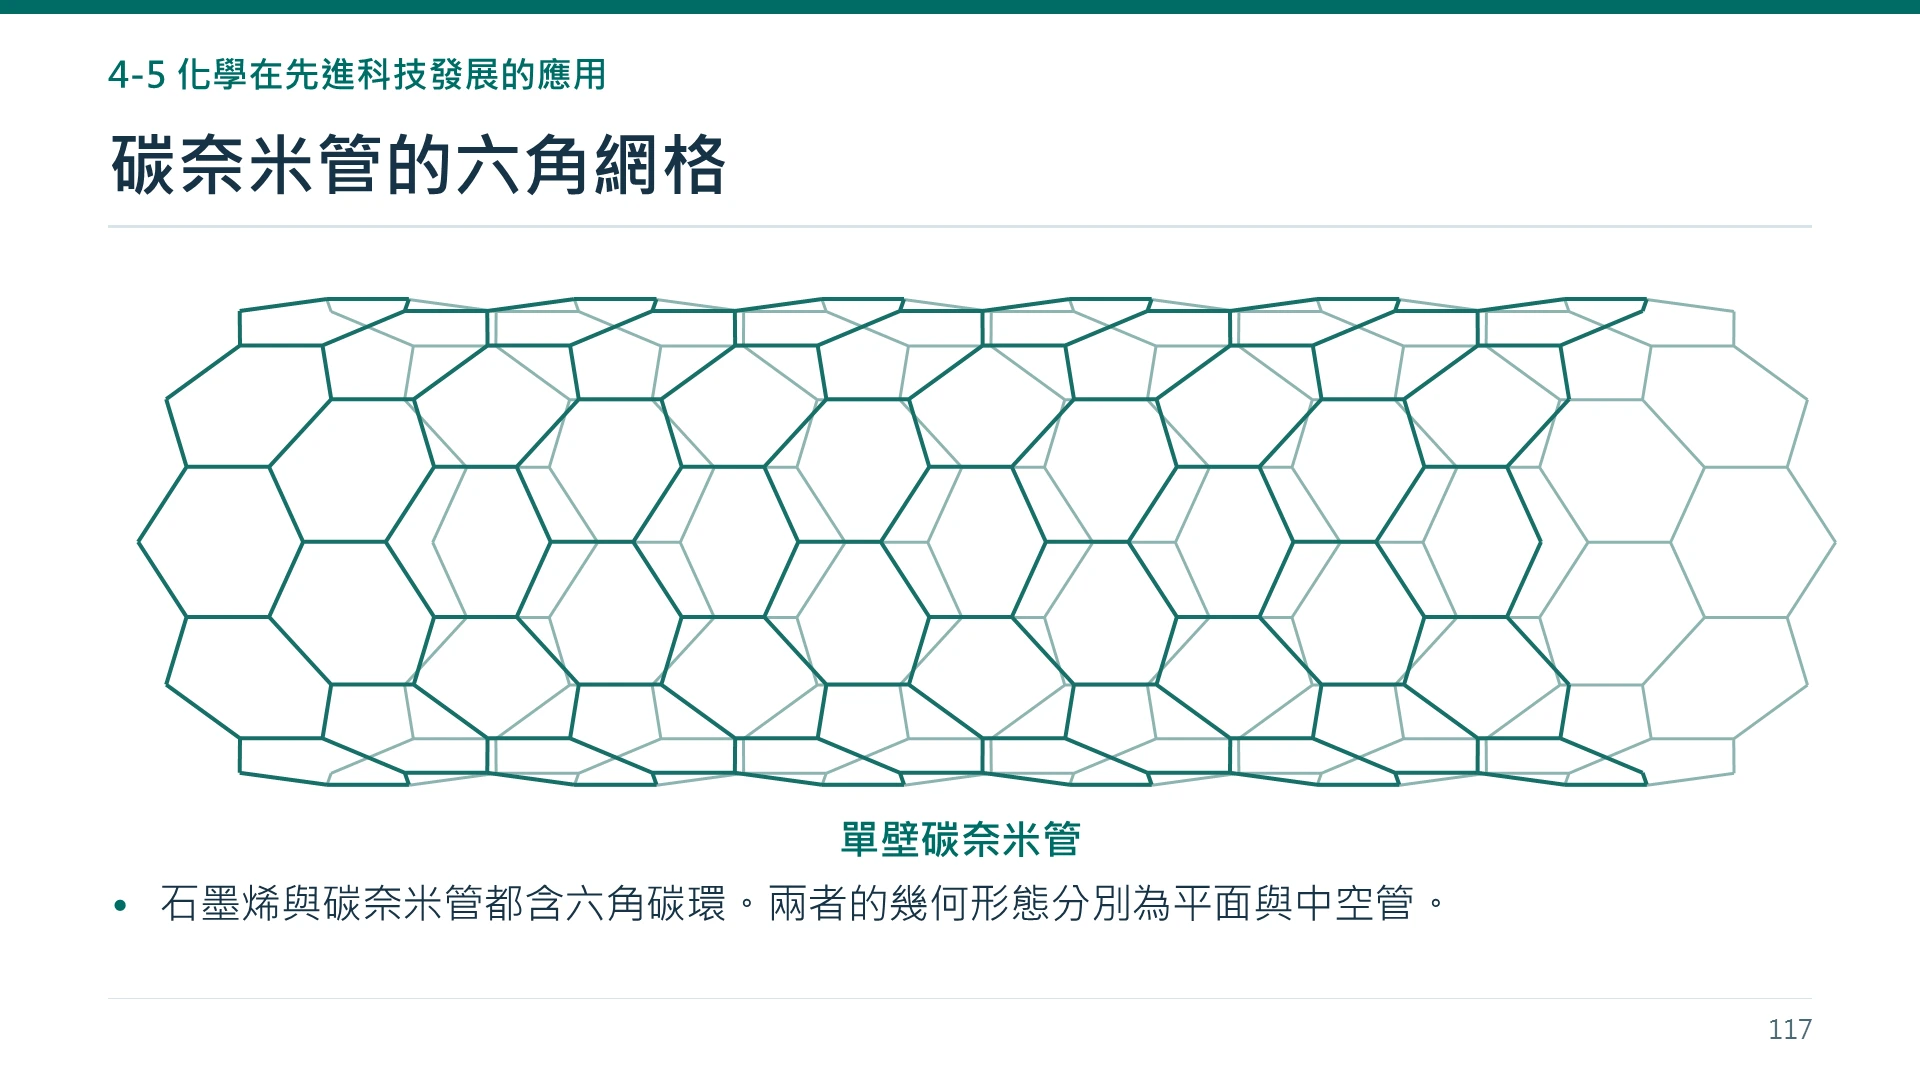 4-5 化學在先進科技發展的應用
碳奈米管的六角網格
單壁碳奈米管
• 石墨烯與碳奈米管都含六角碳環。兩者的幾何形態分別為平面與中空管。
117